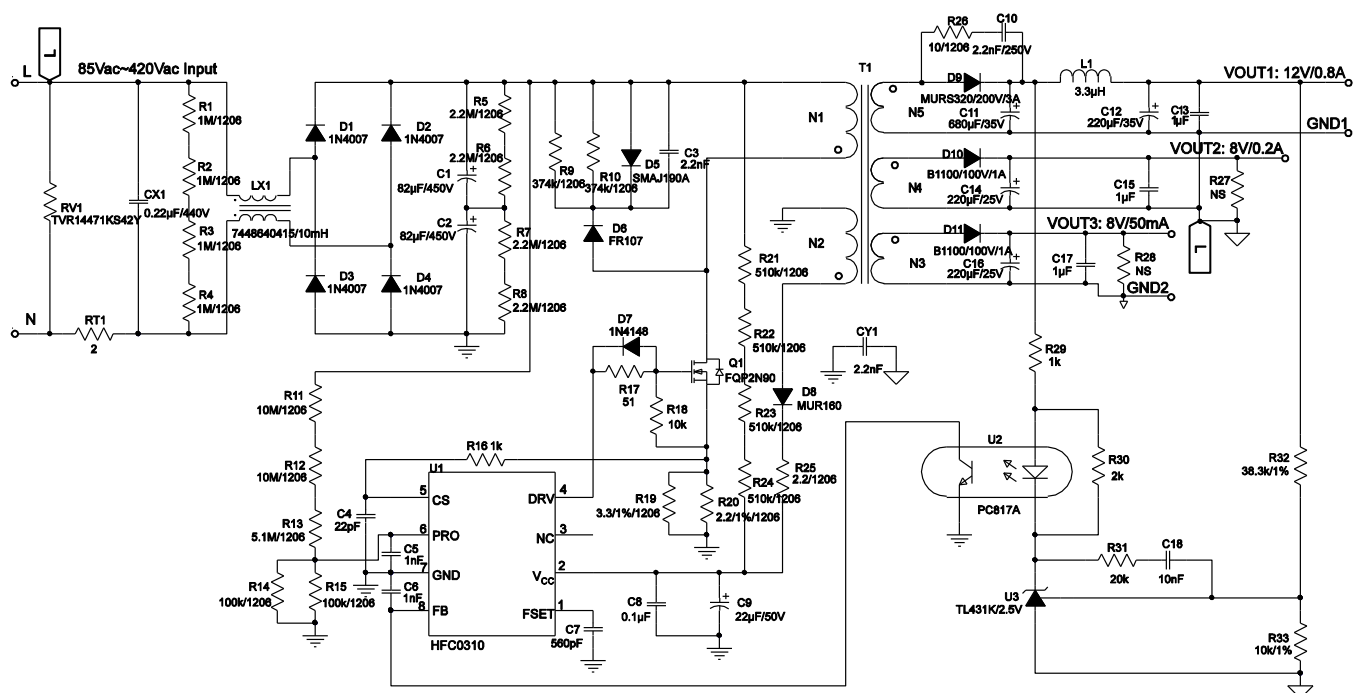 L
L
85Vac~420Vac Input
RV1
TVR14471KS42Y
CX1
0.22µF/440V
R1
1M/1206
R2
1M/1206
R3
1M/1206
R4
1M/1206
LX1
7448640415/10mH
N
RT1
2
D1
1N4007
D2
1N4007
D3
1N4007
D4
1N4007
C1
82µF/450V
C2
82µF/450V
R5
2.2M/1206
R6
2.2M/1206
R7
2.2M/1206
R8
2.2M/1206
R9
374k/1206
R10
374k/1206
D5
SMAJ190A
C3
2.2nF
D6
FR107
T1
N1
N2
N5
N4
N3
R26
10/1206
C10
2.2nF/250V
D9
MURS320/200V/3A
C11
680µF/35V
L1
3.3µH
C12
220µF/35V
C13
1µF
VOUT1: 12V/0.8A
GND1
D10
B1100/100V/1A
C14
220µF/25V
C15
1µF
VOUT2: 8V/0.2A
R27
NS
L
D11
B1100/100V/1A
C16
220µF/25V
C17
1µF
VOUT3: 8V/50mA
R28
NS
GND2
R21
510k/1206
R22
510k/1206
R23
510k/1206
R24
510k/1206
CY1
2.2nF
D8
MUR160
R25
2.2/1206
D7
1N4148
R17
51
R18
10k
Q1
FQP2N90
R16 1k
R19
3.3/1%/1206
R20
2.2/1%/1206
R11
10M/1206
R12
10M/1206
R13
5.1M/1206
R14
100k/1206
R15
100k/1206
C4
22pF
C5
1nF
C6
1nF
U1
5
CS
6
PRO
7
GND
8
FB
4
DRV
3
NC
2
VCC
1
FSET
HFC0310
C7
560pF
C8
0.1µF
C9
22µF/50V
R29
1k
U2
PC817A
R30
2k
R31
20k
C18
10nF
U3
TL431K/2.5V
R32
38.3k/1%
R33
10k/1%